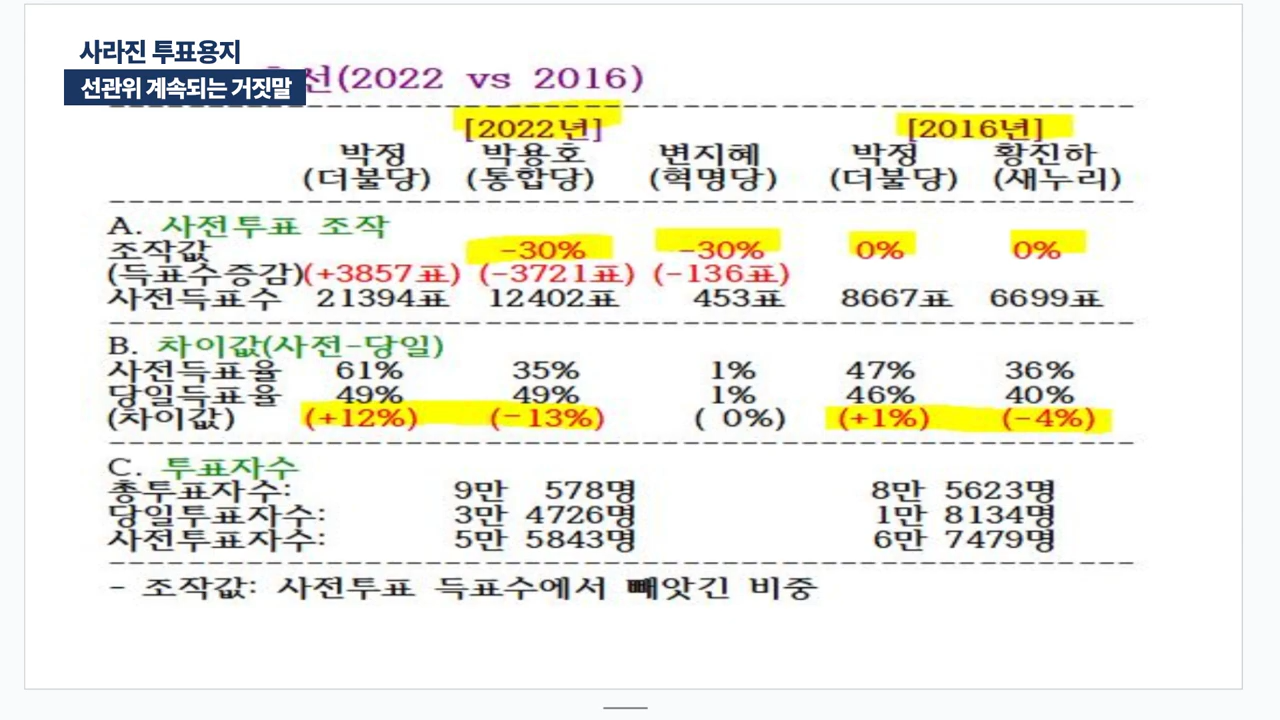 사라진 투표용지
선관위 계속되는 거짓말
선(2022 vs 2016)
[2022년] [2016년]
박정 박용호 변지혜 박정 황진하
(더불당) (통합당) (혁명당) (더불당) (새누리)
A. 사전투표 조작
조작값 -30% -30% 0% 0%
(득표수증감)(+3857표) (-3721표) (-136표)
사전득표수 21394표 12402표 453표 8667표 6699표
B. 차이값(사전-당일)
사전득표율 61% 35% 1% 47% 36%
당일득표율 49% 49% 1% 46% 40%
(차이값) (+12%) (-13%) ( 0%) (+1%) (-4%)
C. 투표자수
총투표자수: 9만 578명 8만 5623명
당일투표자수: 3만 4726명 1만 8134명
사전투표자수: 5만 5843명 6만 7479명
- 조작값: 사전투표 득표수에서 빼앗긴 비중